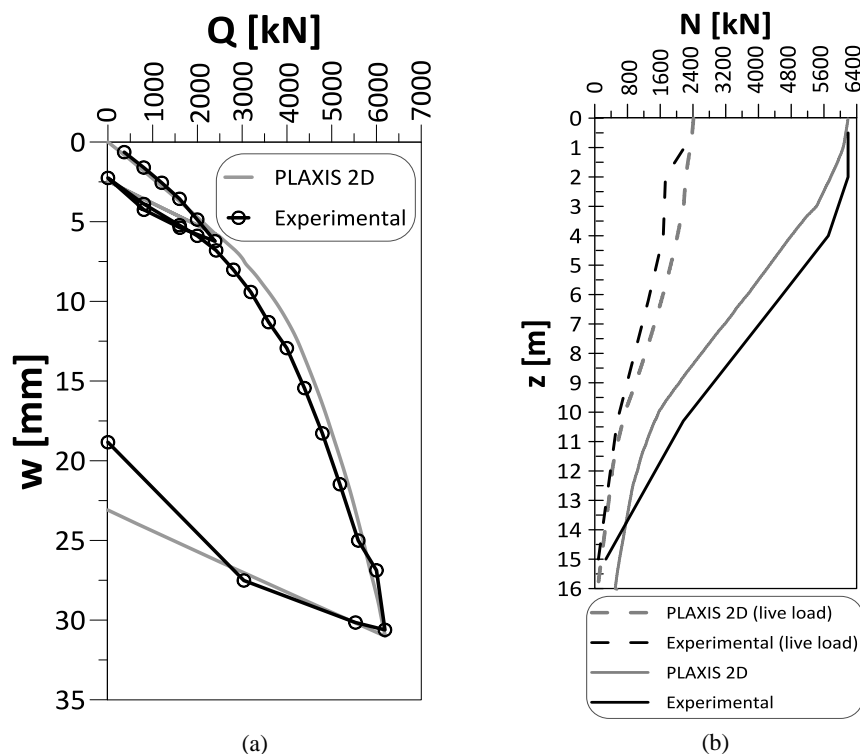 Q [kN]
0 1000 2000 3000 4000 5000 6000 7000
w [mm]
0
5
10
15
20
25
30
35
PLAXIS 2D
Experimental
(a)
N [kN]
0 800 1600 2400 3200 4000 4800 5600 6400
z [m]
0
1
2
3
4
5
6
7
8
9
10
11
12
13
14
15
16
PLAXIS 2D (live load)
Experimental (live load)
PLAXIS 2D
Experimental
(b)